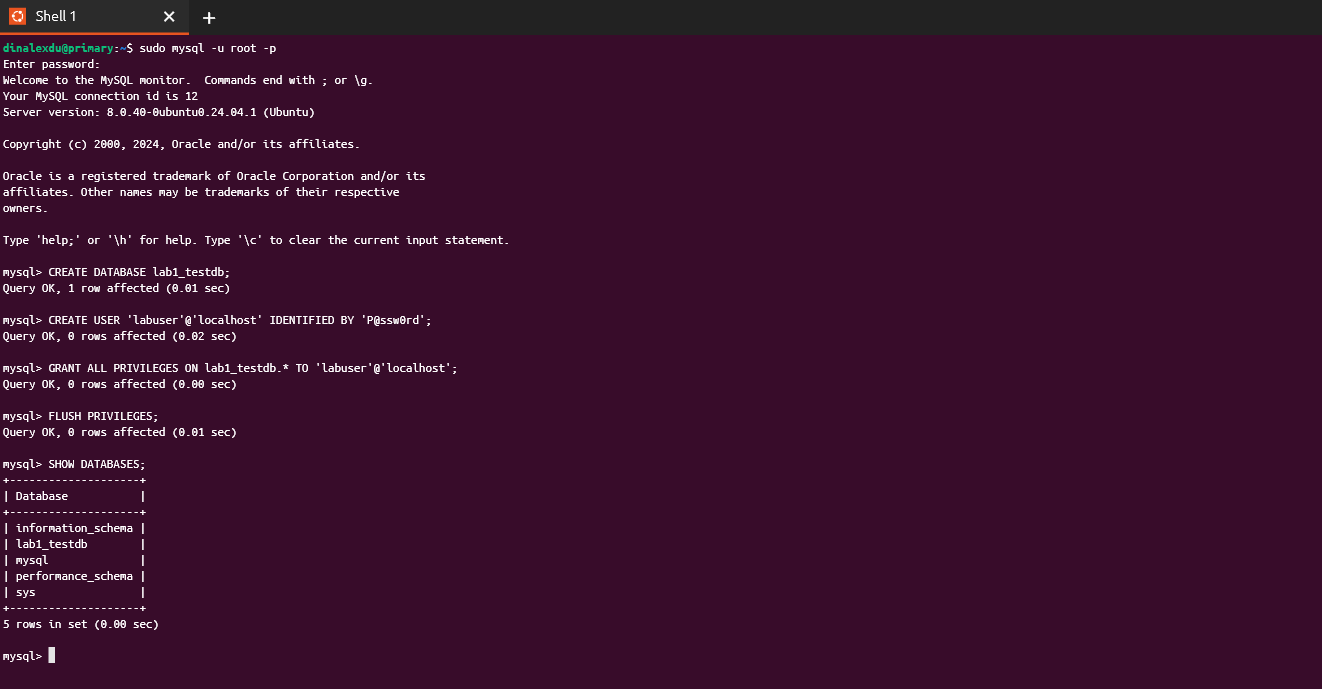 Shell 1
dinalexdu@primary:~$ sudo mysql -u root -p
Enter password:
Welcome to the MySQL monitor.  Commands end with ; or \g.
Your MySQL connection id is 12
Server version: 8.0.40-0ubuntu0.24.04.1 (Ubuntu)
Copyright (c) 2000, 2024, Oracle and/or its affiliates.
Oracle is a registered trademark of Oracle Corporation and/or its
affiliates. Other names may be trademarks of their respective
owners.
Type 'help;' or '\h' for help. Type '\c' to clear the current input statement.
mysql> CREATE DATABASE lab1_testdb;
Query OK, 1 row affected (0.01 sec)
mysql> CREATE USER 'labuser'@'localhost' IDENTIFIED BY 'P@ssw0rd';
Query OK, 0 rows affected (0.02 sec)
mysql> GRANT ALL PRIVILEGES ON lab1_testdb.* TO 'labuser'@'localhost';
Query OK, 0 rows affected (0.00 sec)
mysql> FLUSH PRIVILEGES;
Query OK, 0 rows affected (0.01 sec)
mysql> SHOW DATABASES;
+--------------------+
| Database           |
+--------------------+
| information_schema |
| lab1_testdb        |
| mysql              |
| performance_schema |
| sys                |
+--------------------+
5 rows in set (0.00 sec)
mysql>